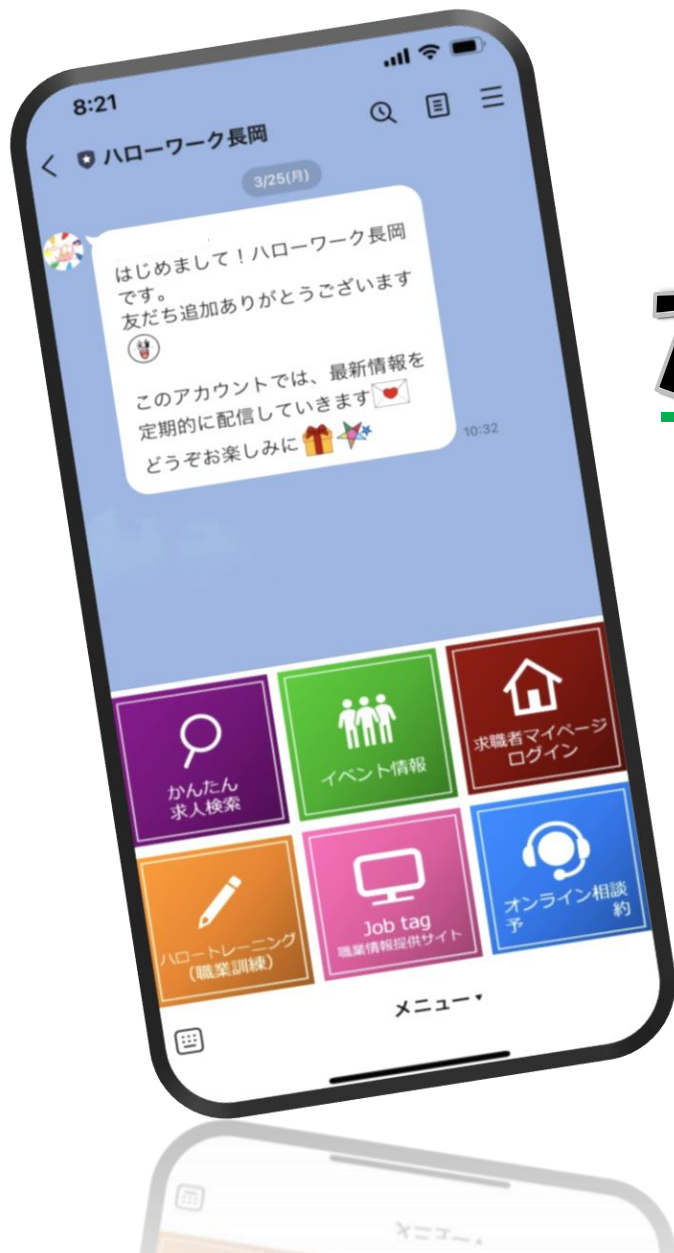 8:21
ハローワーク長岡
3/25(月)
はじめまして！ハローワーク長岡
です。
友だち追加ありがとうございます
このアカウントでは、最新情報を
定期的に配信していきます
どうぞお楽しみに
10:32
かんたん
求人検索
イベント情報
求職者マイページ
ログイン
ハロートレーニング
(職業訓練)
Job tag
職業情報提供サイト
オンライン相談
予 約
メニュー▼
メニュー